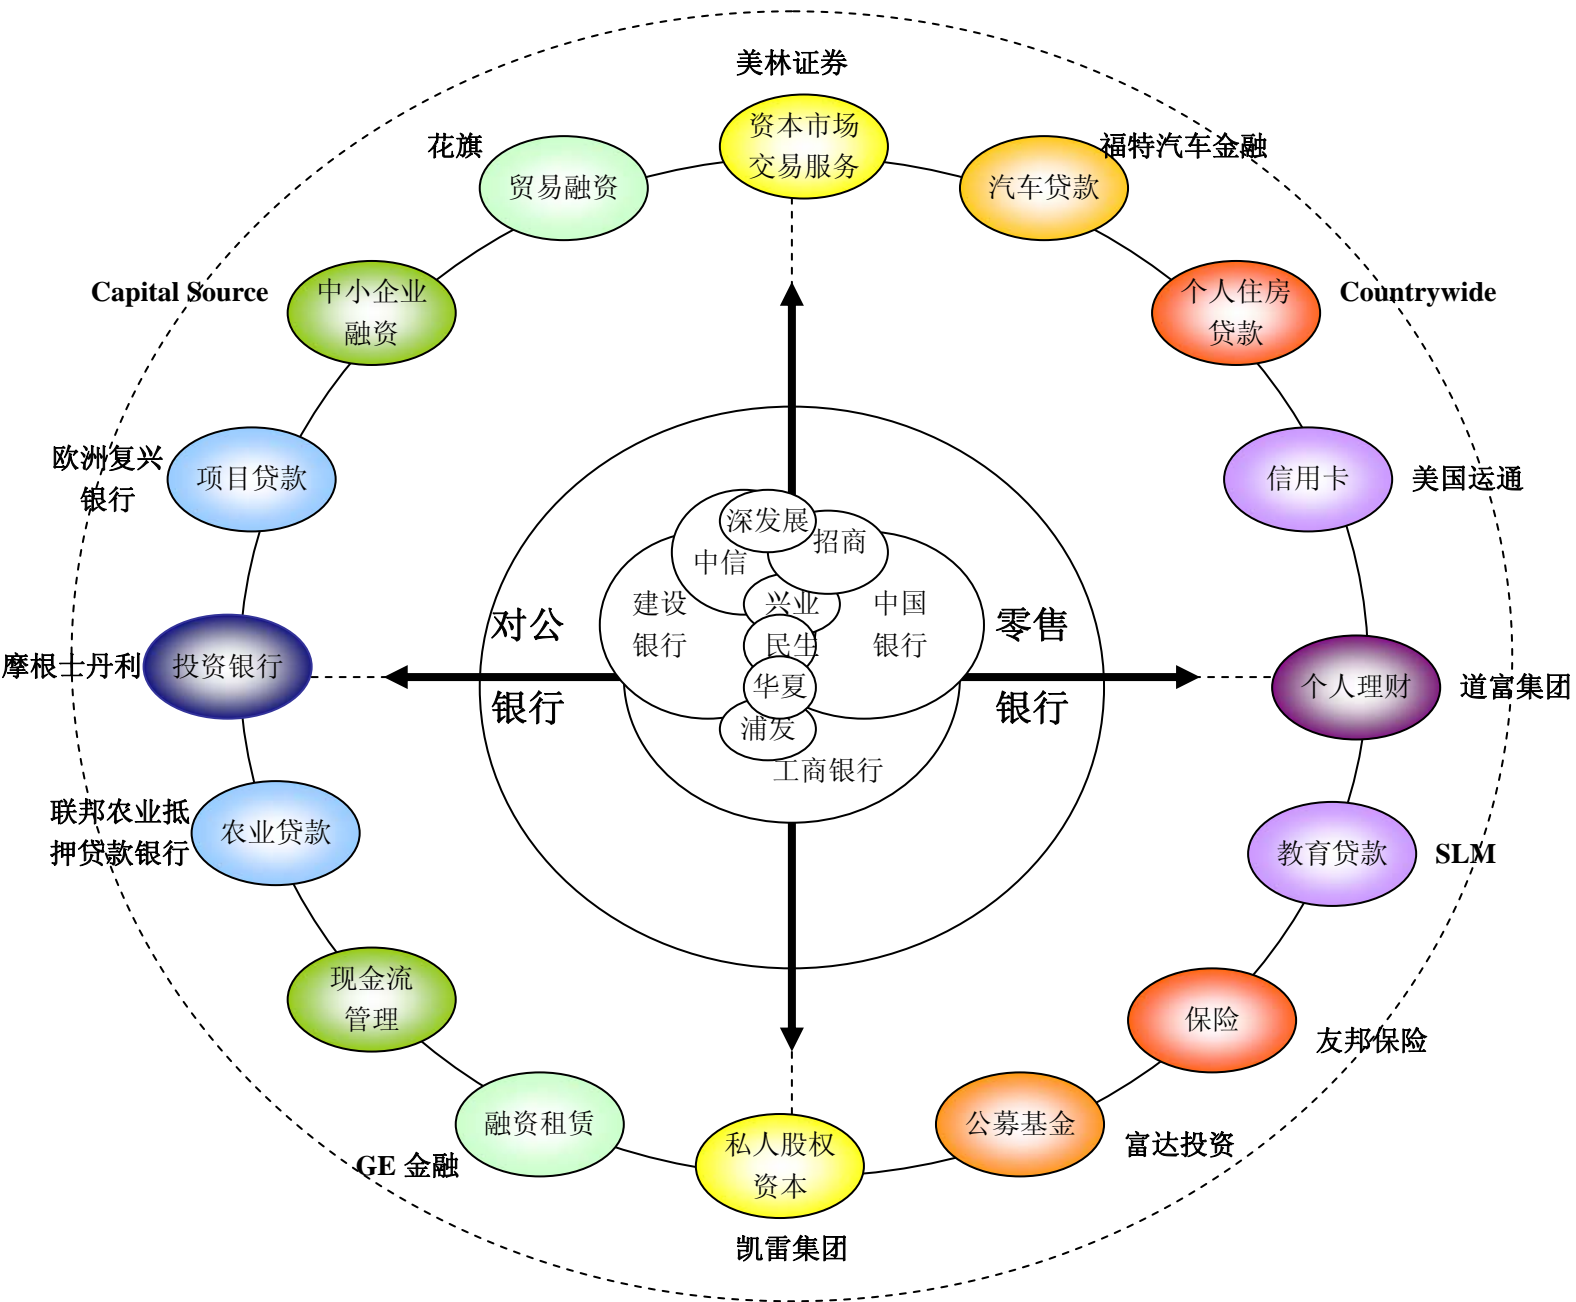 美林证券
资本市场
交易服务
花旗
贸易融资
福特汽车金融
汽车贷款
Capital Source
中小企业
融资
个人住房
贷款
Countrywide
欧洲复兴
银行
项目贷款
信用卡
美国运通
深发展
招商
中信
兴业
建设
银行
中国
银行
民生
华夏
浦发
工商银行
对公
银行
零售
银行
摩根士丹利
投资银行
个人理财
道富集团
联邦农业抵
押贷款银行
农业贷款
教育贷款
SLM
现金流
管理
保险
友邦保险
融资租赁
GE 金融
私人股权
资本
公募基金
富达投资
凯雷集团